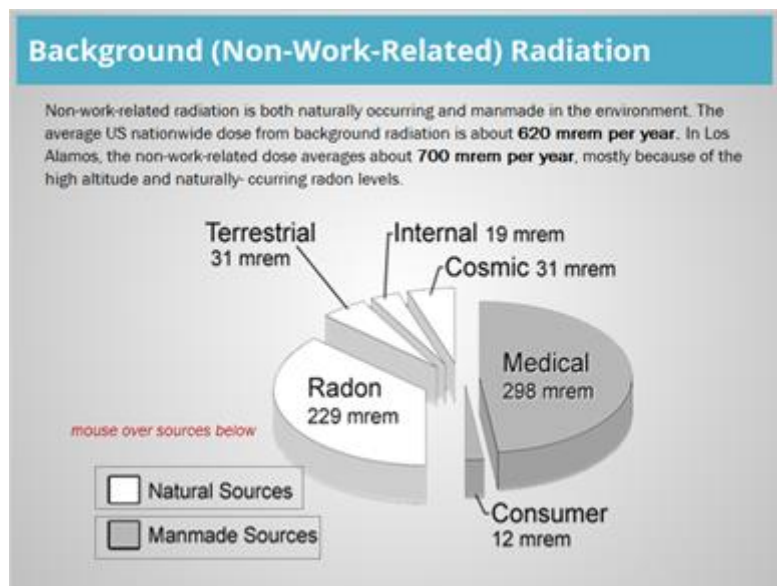 Background (Non-Work-Related) Radiation
Non-work-related radiation is both naturally occurring and manmade in the environment. The
average US nationwide dose from background radiation is about 620 mrem per year. In Los
Alamos, the non-work-related dose averages about 700 mrem per year, mostly because of the
high altitude and naturally- ccurring radon levels.
Terrestrial
31 mrem
Internal 19 mrem
Cosmic 31 mrem
Medical
298 mrem
Radon
229 mrem
mouse over sources below
Natural Sources
Manmade Sources
Consumer
12 mrem